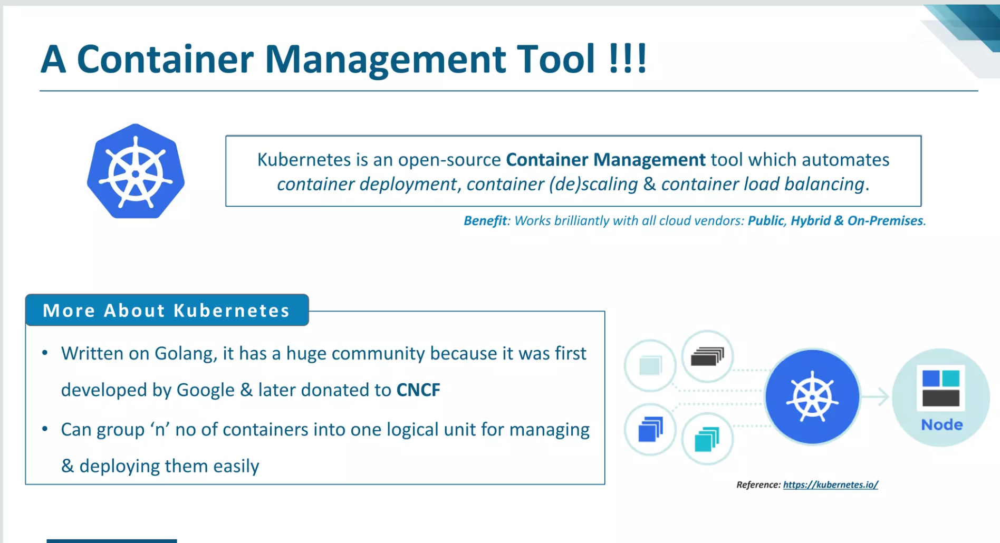 A Container Management Tool !!!
Kubernetes is an open-source Container Management tool which automates
container deployment, container (de)scaling & container load balancing.
Benefit: Works brilliantly with all cloud vendors: Public, Hybrid & On-Premises.
More About Kubernetes
• Written on Golang, it has a huge community because it was first
developed by Google & later donated to CNCF
• Can group ‘n’ no of containers into one logical unit for managing
& deploying them easily
Node
Reference: https://kubernetes.io/